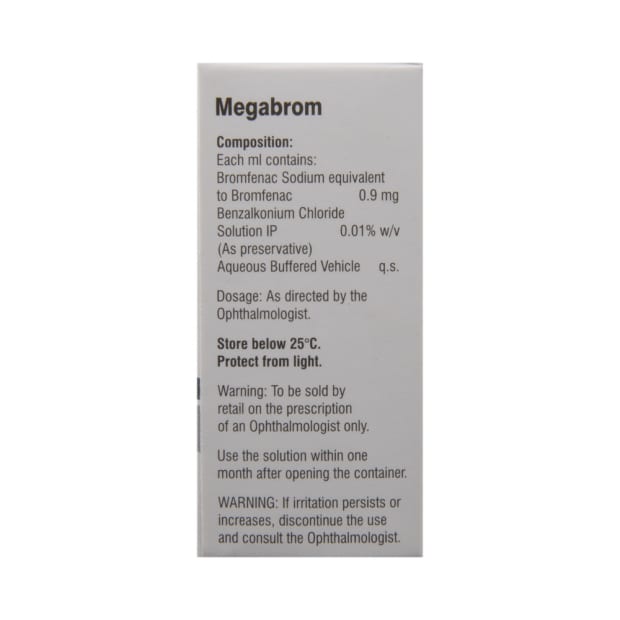 Megabrom
Composition:
Each ml contains:
Bromfenac Sodium equivalent
to Bromfenac 0.9 mg
Benzalkonium Chloride
Solution IP 0.01% w/v
(As preservative)
Aqueous Buffered Vehicle q.s.
Dosage: As directed by the
Ophthalmologist.
Store below 25°C.
Protect from light.
Warning: To be sold by
retail on the prescription
of an Ophthalmologist only.
Use the solution within one
month after opening the container.
WARNING: If irritation persists or
increases, discontinue the use
and consult the Ophthalmologist.